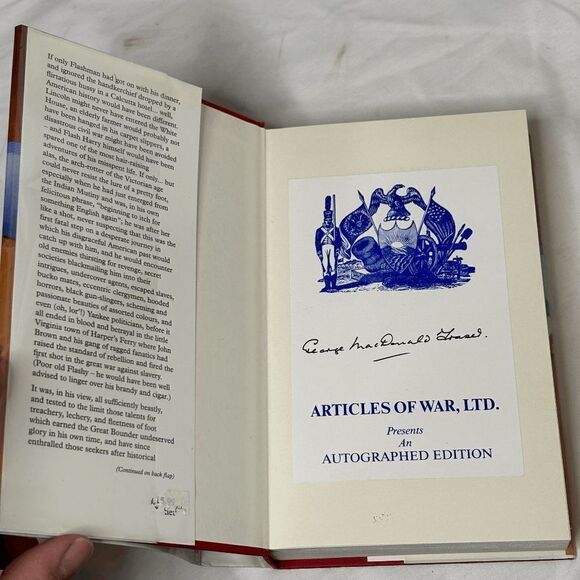 If only Flashman had got on with his dinner,
and ignored the handkerchief dropped by a
flirtatious hussy in a Calcutta hotel... well,
American history would have been different.
Lincoln might never have entered the White
House, an elderly farmer would probably not
have been hanged in his carpet slippers, a
disastrous civil war might have been avoided
– and Flash Harry himself would have been
spared one of the most hair-raising
adventures of his misspent life. If only... but
alas, the arch-rotter of the Victorian age
could never resist the lure of a pretty foot,
especially when he had just emerged from
the Indian Mutiny and was, in his own
felicitous phrase, "beginning to itch for
something English again"; he was after her
like a shot, never suspecting that this was the
first fatal step on a desperate journey in
which his disgraceful American past would
catch up with him, and he would encounter
old enemies thirsting for revenge, secret
societies blackmailing him into their
intrigues, undercover agents, escaped slaves,
bucko mates, eccentric clergymen, hooded
horrors, black gun-slingers, scheming and
passionate beauties of assorted colours, and
even (oh, lor'!) Yankee politicians, before it
all ended in blood and betrayal in the little
Virginia town of Harper's Ferry where John
Brown and his gang of ragged fanatics had
raised the standard of rebellion and fired the
first shot in the great war against slavery.
(Poor old Flashy – he would have been well
advised to linger over his brandy and cigar.)
It was, in his view, all sufficiently beastly,
and tested to the limit those talents for
treachery, lechery, and fleetness of foot
which earned the Great Bounder undeserved
glory in his own time, and have since
enthralled those seekers after historical
(Continued on back flap)
George MacDonald Fraser.
ARTICLES OF WAR, LTD.
Presents
An
AUTOGRAPHED EDITION